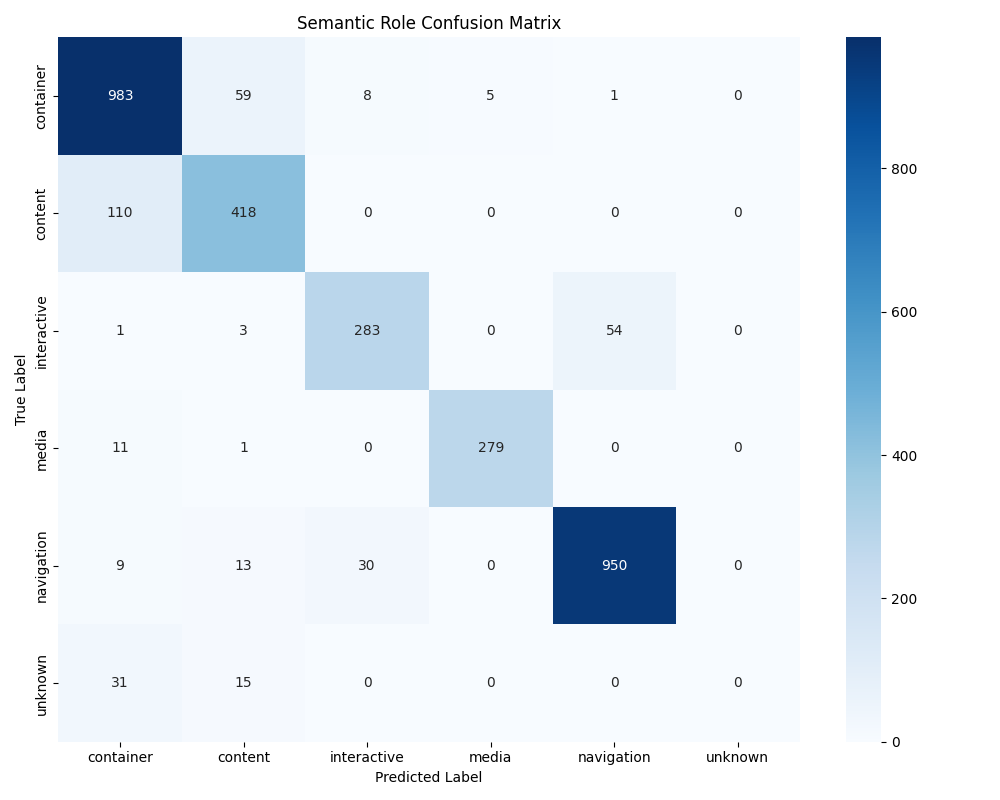 Semantic Role Confusion Matrix
True Label
container 983 59 8 5 1 0
content 110 418 0 0 0 0
interactive 1 3 283 0 54 0
media 11 1 0 279 0 0
navigation 9 13 30 0 950 0
unknown 31 15 0 0 0 0
container content interactive media navigation unknown
Predicted Label
800
600
400
200
0